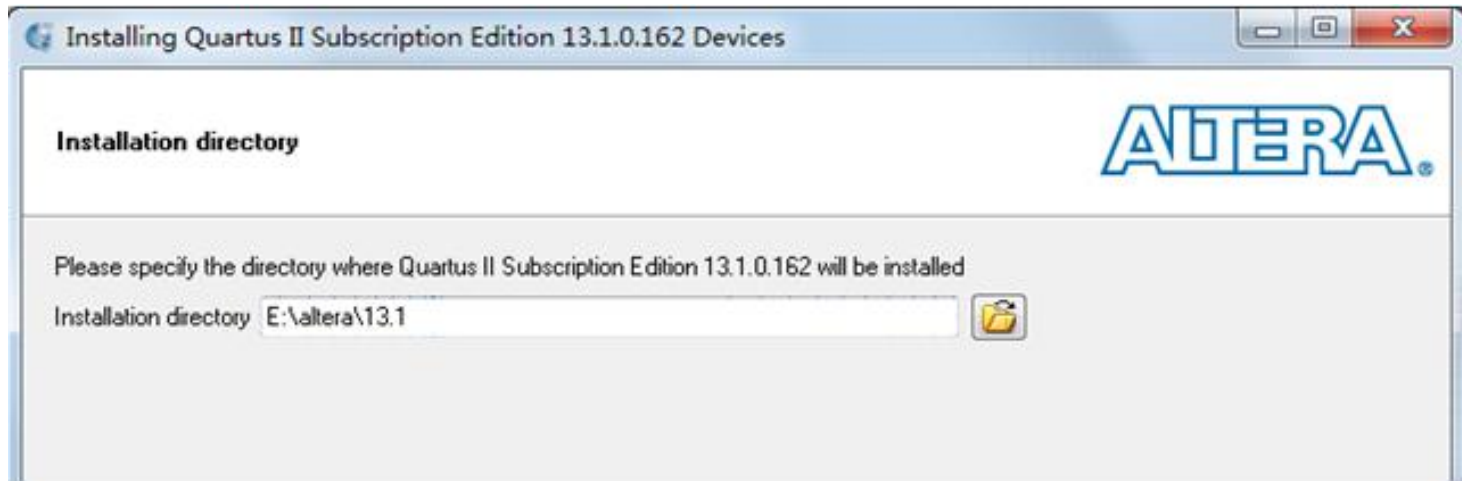 Installing Quartus II Subscription Edition 13.1.0.162 Devices
Installation directory
ALTERA®
Please specify the directory where Quartus II Subscription Edition 13.1.0.162 will be installed
Installation directory E:\altera\13.1